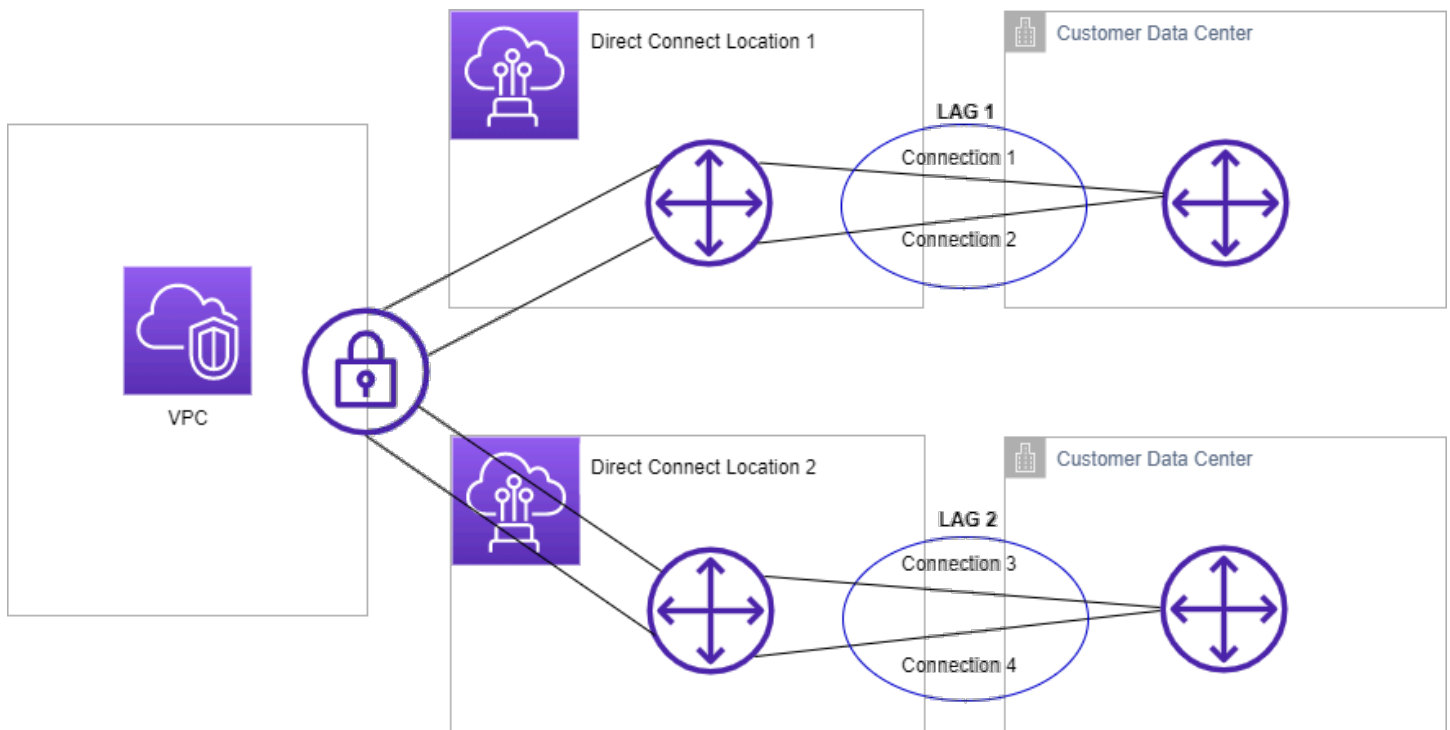 Direct Connect Location 1
Customer Data Center
LAG 1
Connection 1
Connection 2
VPC
Direct Connect Location 2
Customer Data Center
LAG 2
Connection 3
Connection 4